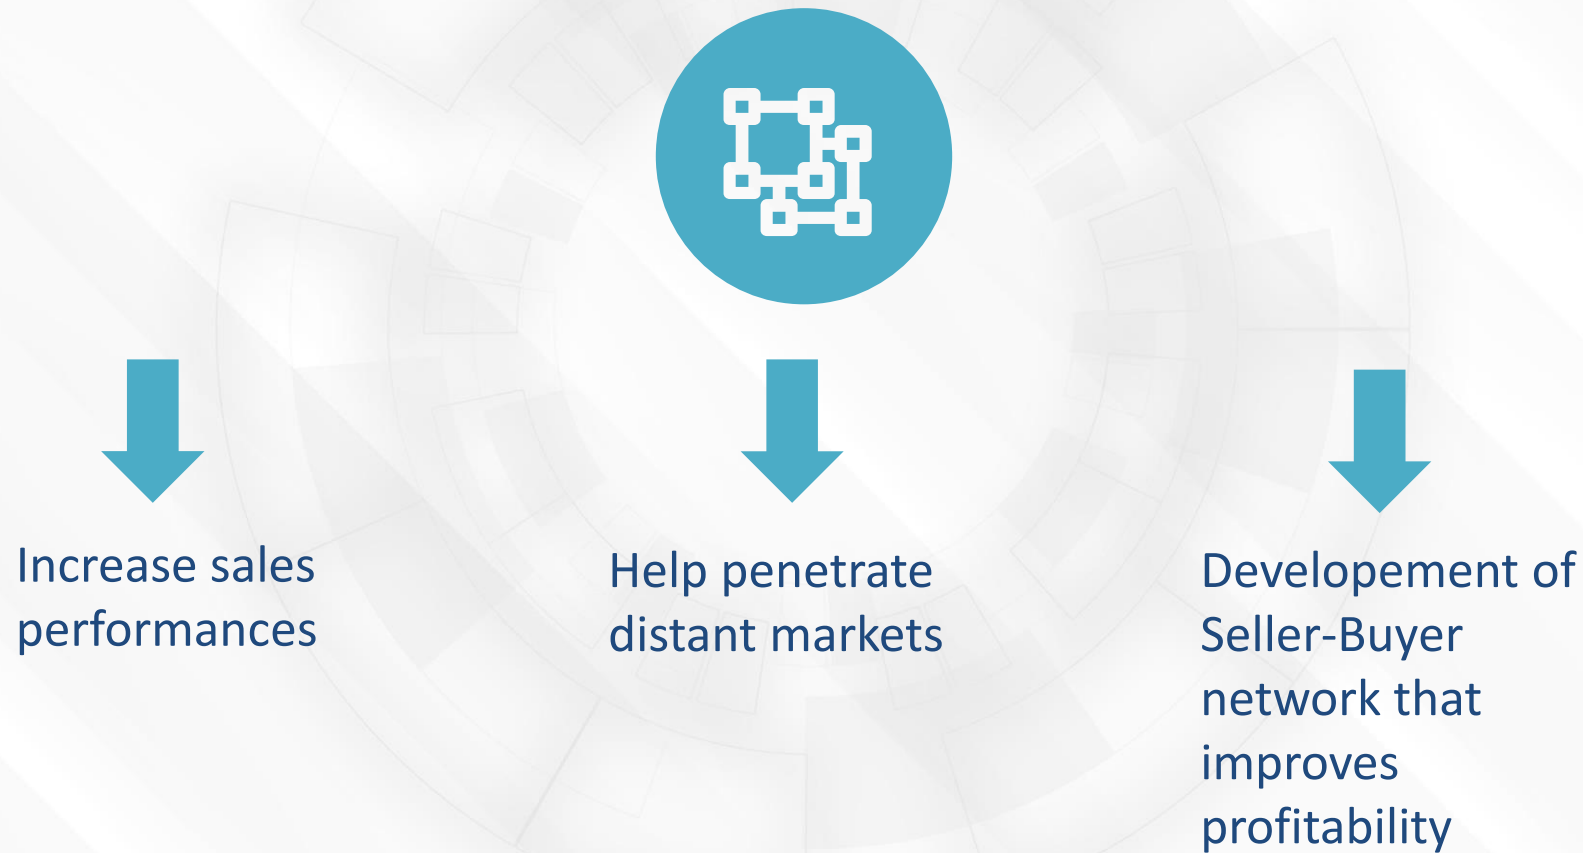 Increase sales
performances
Help penetrate
distant markets
Developement of
Seller-Buyer
network that
improves
profitability